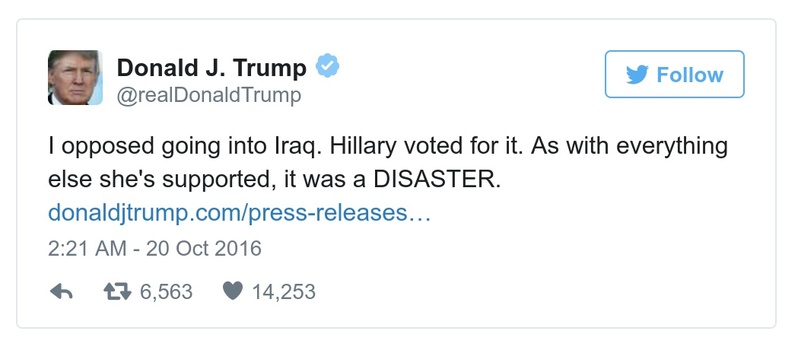 Donald J. Trump
@realDonaldTrump
Follow
I opposed going into Iraq. Hillary voted for it. As with everything
else she's supported, it was a DISASTER.
donaldjtrump.com/press-releases…
2:21 AM - 20 Oct 2016
6,563 14,253